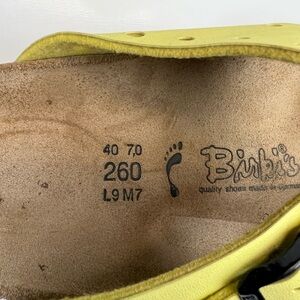 40 7,0
260
L9 M7
Birki's
quality shoes made in Germany